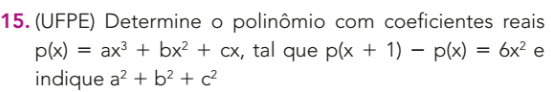 15. (UFPE) Determine o polinômio com coeficientes reais
p(x) = ax³ + bx² + cx, tal que p(x + 1) − p(x) = 6x² e
indique a² + b² + c²